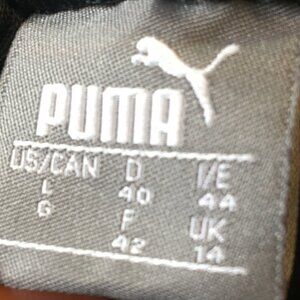 PUMA
US/CAN D I/E
L 40 44
G F UK
42 14